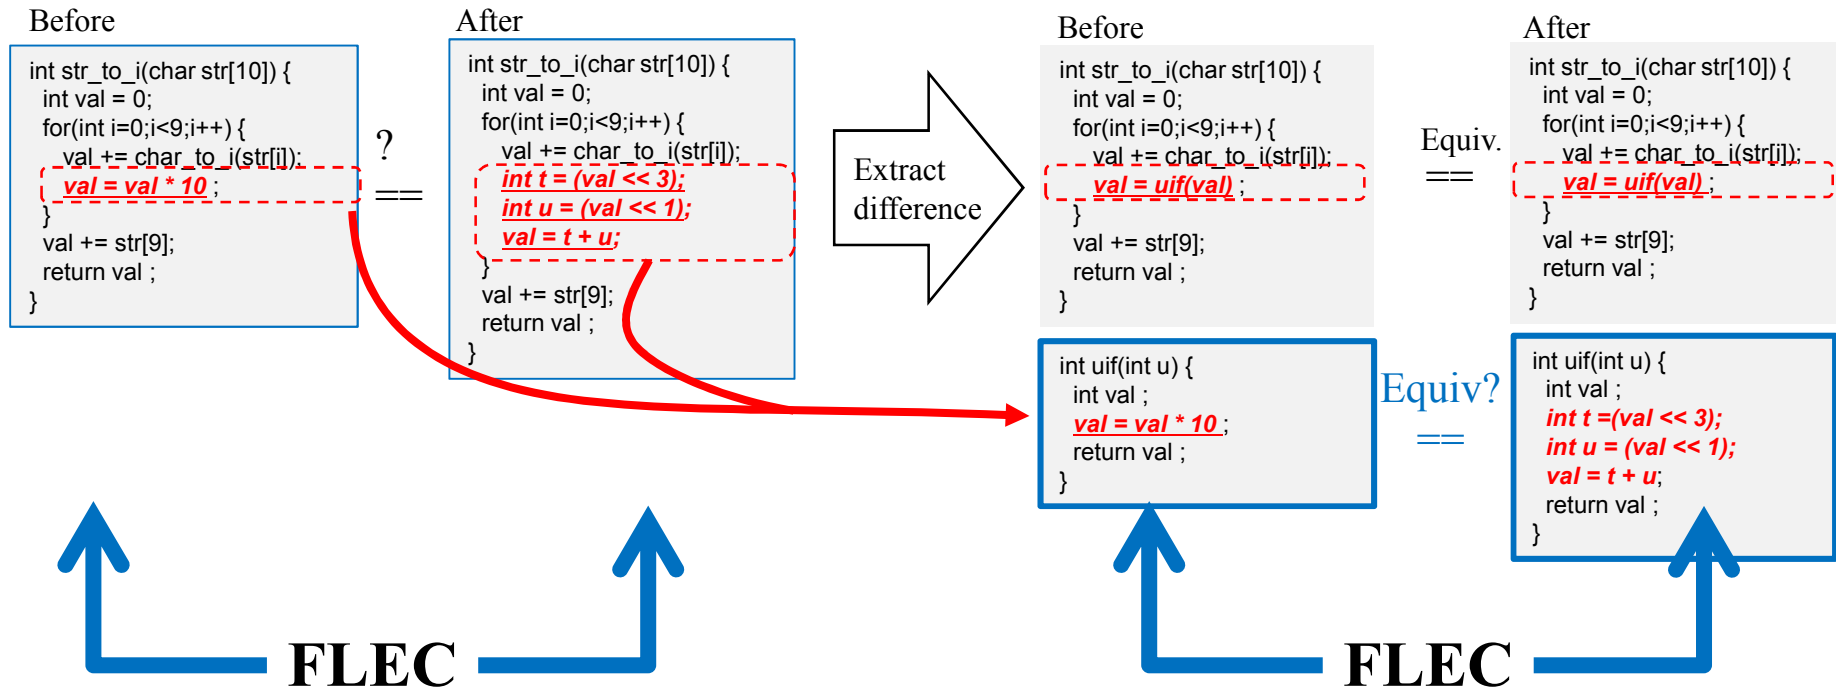 Before
int str_to_i(char str[10]) {
int val = 0;
for(int i=0;i<9;i++) {
val += char_to_i(str[i]);
val = val * 10 ;
}
val += str[9];
return val ;
}
?
==
After
int str_to_i(char str[10]) {
int val = 0;
for(int i=0;i<9;i++) {
val += char_to_i(str[i]);
int t = (val << 3);
int u = (val << 1);
val = t + u;
}
val += str[9];
return val ;
}
Extract
difference
Before
int str_to_i(char str[10]) {
int val = 0;
for(int i=0;i<9;i++) {
val += char_to_i(str[i]);
val = uif(val) ;
}
val += str[9];
return val ;
}
Equiv.
==
After
int str_to_i(char str[10]) {
int val = 0;
for(int i=0;i<9;i++) {
val += char_to_i(str[i]);
val = uif(val) ;
}
val += str[9];
return val ;
}
int uif(int u) {
int val ;
val = val * 10 ;
return val ;
}
Equiv?
==
int uif(int u) {
int val ;
int t =(val << 3);
int u = (val << 1);
val = t + u;
return val ;
}
FLEC
FLEC